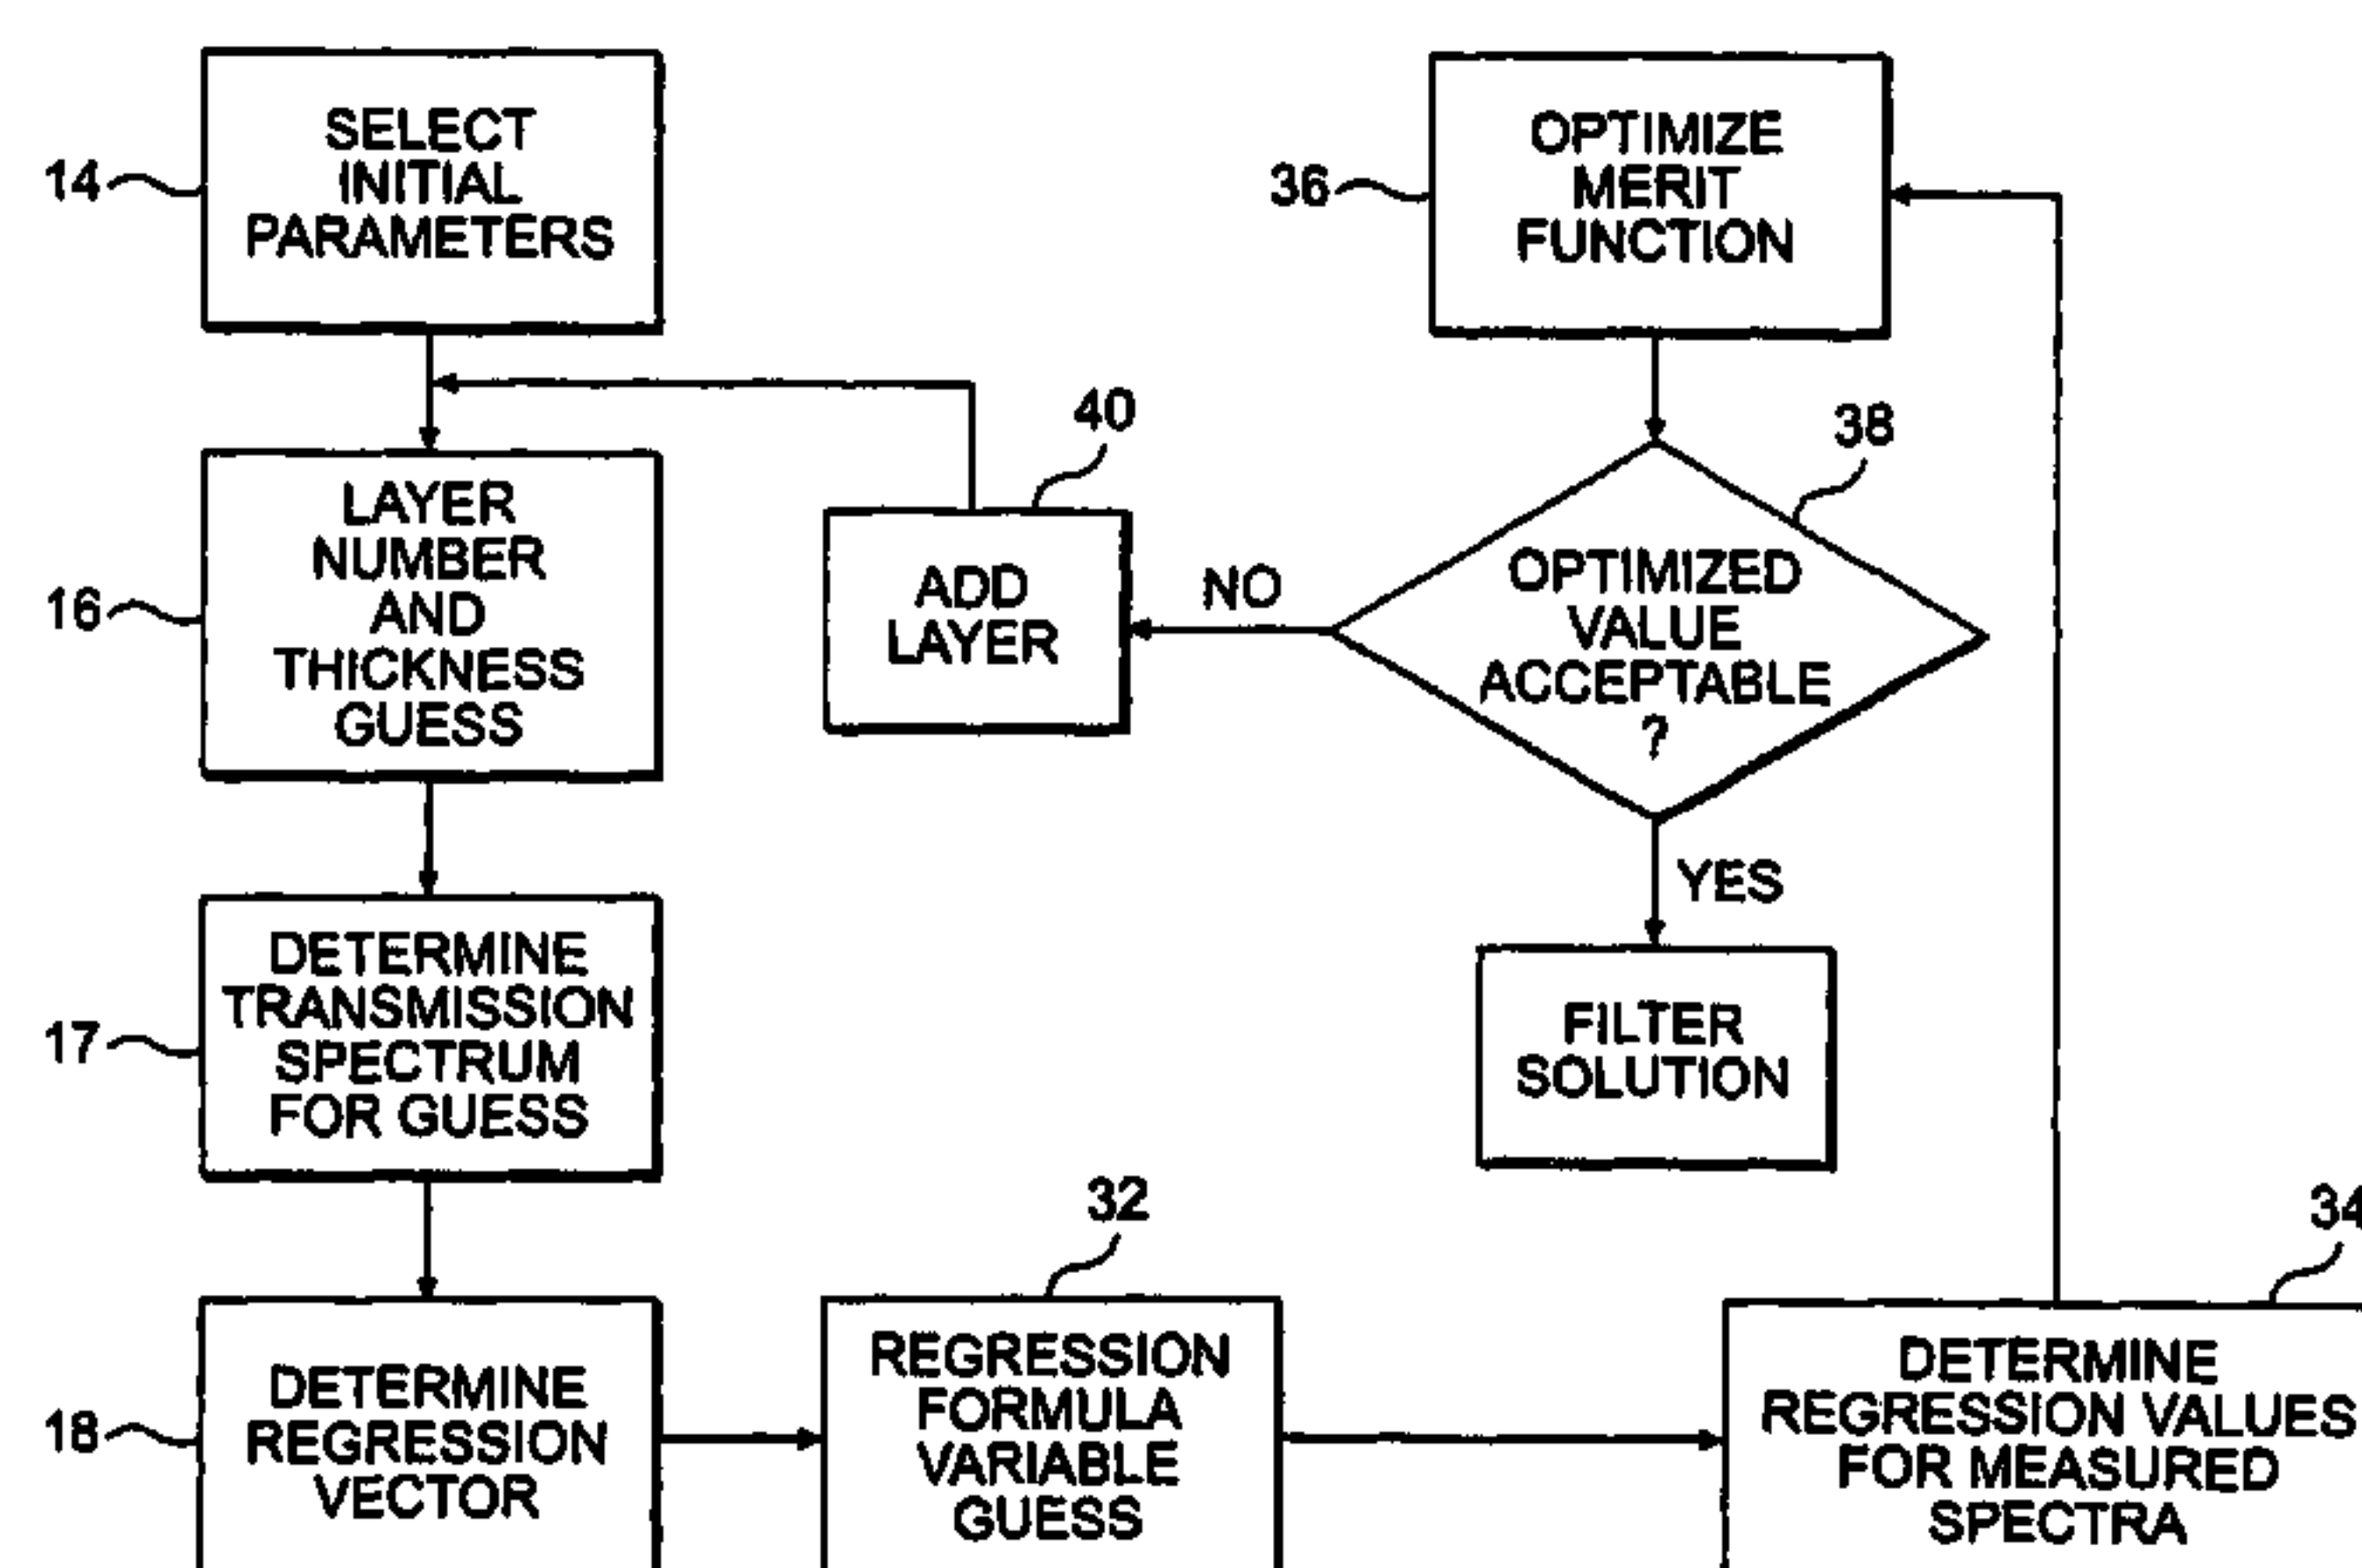 SELECT
INITIAL
PARAMETERS
14
LAYER
NUMBER
AND
THICKNESS
GUESS
16
DETERMINE
TRANSMISSION
SPECTRUM
FOR GUESS
17
DETERMINE
REGRESSION
VECTOR
18
32
REGRESSION
FORMULA
VARIABLE
GUESS
34
DETERMINE
REGRESSION VALUES
FOR MEASURED
SPECTRA
36
OPTIMIZE
MERIT
FUNCTION
38
OPTIMIZED
VALUE
ACCEPTABLE
?
NO
40
ADD
LAYER
YES
FILTER
SOLUTION